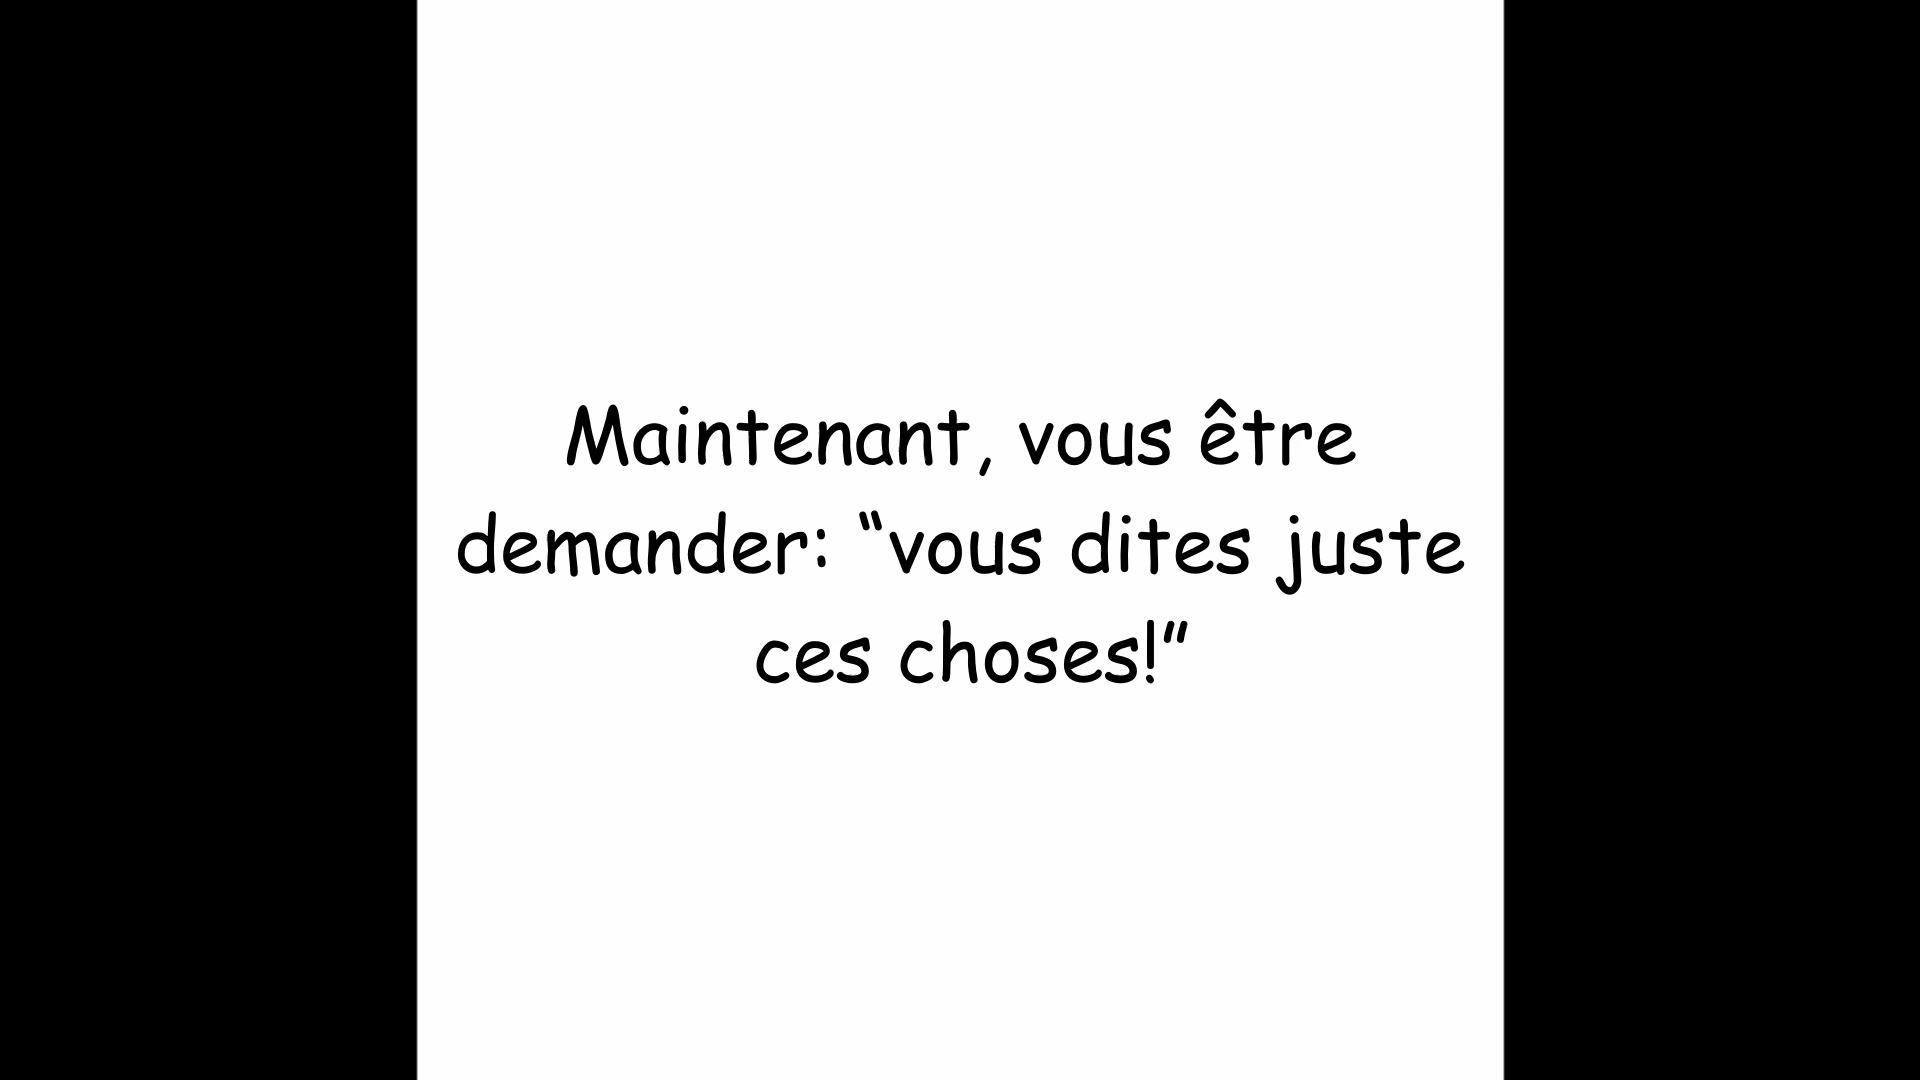 Maintenant, vous être
demander: “vous dites juste
ces choses!”